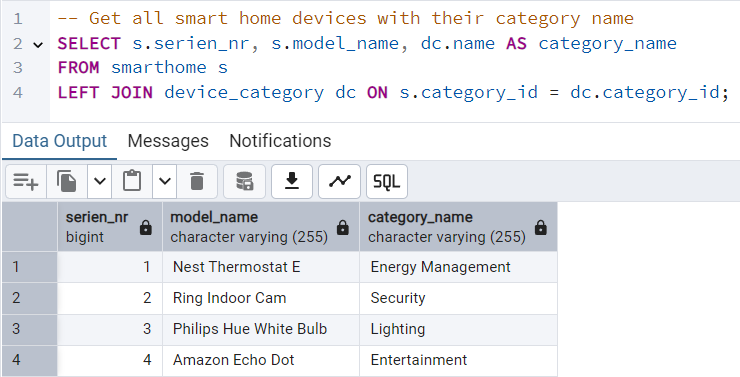 1 -- Get all smart home devices with their category name
2 SELECT s.serien_nr, s.model_name, dc.name AS category_name
3 FROM smarthome s
4 LEFT JOIN device_category dc ON s.category_id = dc.category_id;
Data Output Messages Notifications
SQL
serien_nr model_name category_name
bigint character varying (255) character varying (255)
1 1 Nest Thermostat E Energy Management
2 2 Ring Indoor Cam Security
3 3 Philips Hue White Bulb Lighting
4 4 Amazon Echo Dot Entertainment